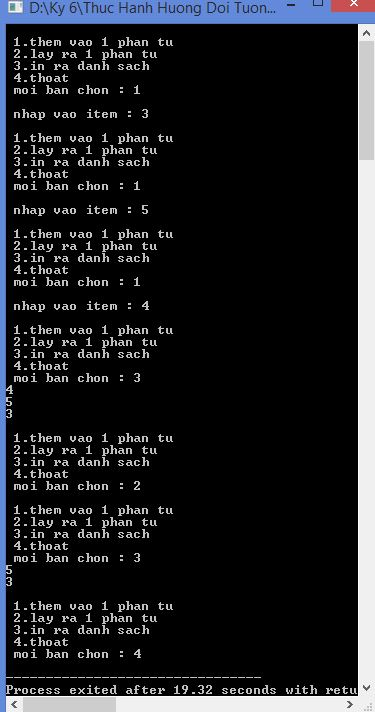 D:\Ky 6\Thuc Hanh Huong Doi Tuon...
1.them vao 1 phan tu
2.lay ra 1 phan tu
3.in ra danh sach
4.thoat
moi ban chon : 1
nhap vao item : 3
1.them vao 1 phan tu
2.lay ra 1 phan tu
3.in ra danh sach
4.thoat
moi ban chon : 1
nhap vao item : 5
1.them vao 1 phan tu
2.lay ra 1 phan tu
3.in ra danh sach
4.thoat
moi ban chon : 1
nhap vao item : 4
1.them vao 1 phan tu
2.lay ra 1 phan tu
3.in ra danh sach
4.thoat
moi ban chon : 3
4
5
3
1.them vao 1 phan tu
2.lay ra 1 phan tu
3.in ra danh sach
4.thoat
moi ban chon : 2
1.them vao 1 phan tu
2.lay ra 1 phan tu
3.in ra danh sach
4.thoat
moi ban chon : 3
5
3
1.them vao 1 phan tu
2.lay ra 1 phan tu
3.in ra danh sach
4.thoat
moi ban chon : 4
--------------------------------
Process exited after 19.32 seconds with retu